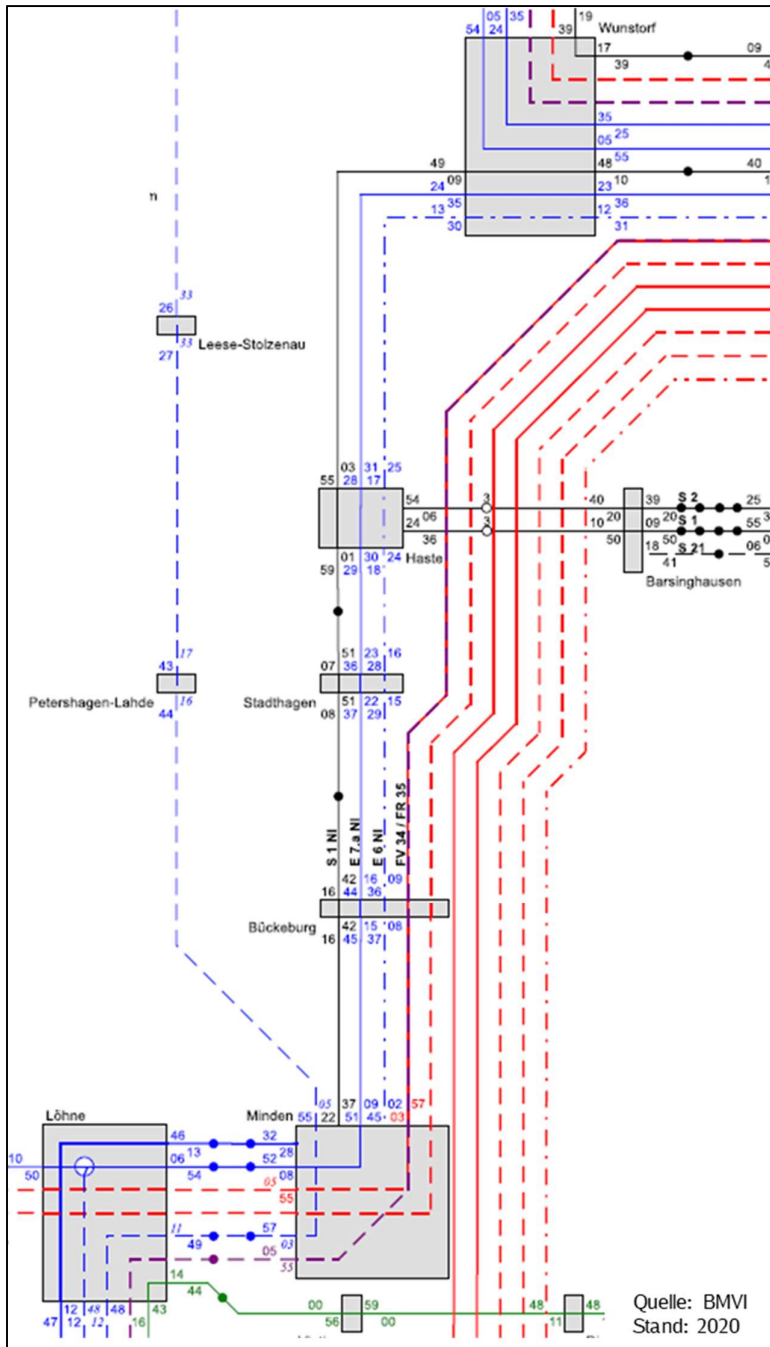 05 35 19
54 24 39 Wunstorf
17 09
39 4
35
25
05
55
49 48 40
09 10 1
24 23
35 36
13 12
30 31
n
33
26
Leese-Stolzenau
33
27
03 31 25
55 28 17
54 3 40 39 S 2 25
06 20 20 3
24 3 10 09 S 1 55
36 50 50 0
18 S 21 06
41 5
Haste
Barsinghausen
01 30 24
59 29 18
51 23 16
07 36 28
17
43
Petershagen-Lahde
16
44
Stadthagen
51 22 15
08 37 29
S 1 NI
E 7.a NI
E 6 NI
FV 34 / FR 35
42 16 09
16 44 36
Bückeburg
42 15 08
16 45 37
05 37 09 02 57
55 22 51 45 03
Löhne
Minden
46 32
13 28
10 06 52
50 54 08
05
55
11 57
49 03
05
55
14
44
12 48 48 43
47 12 12 16
00 59 48 48
56 00 11
Quelle: BMVI
Stand: 2020